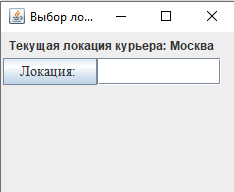 Выбор ло...
Текущая локация курьера: Москва
Локация: